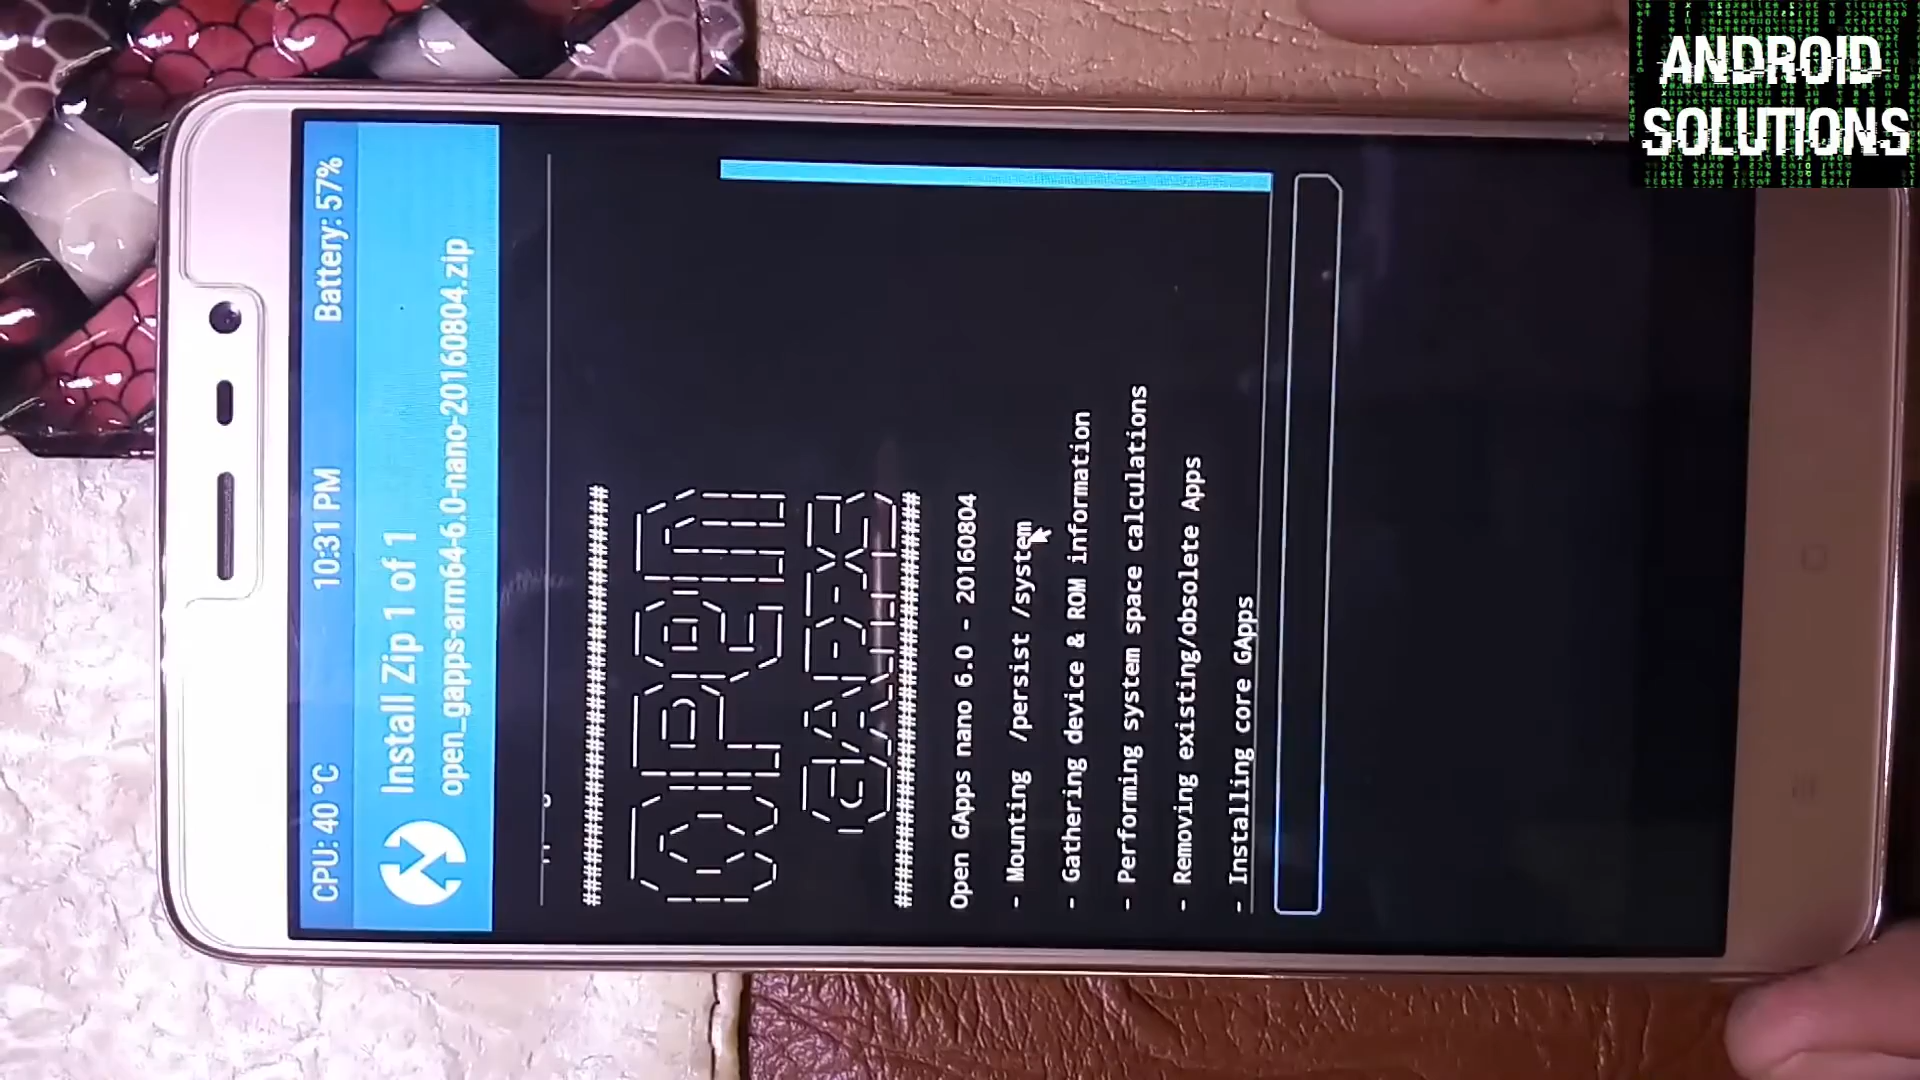 CPU: 40 °C 10:31 PM Battery: 57%
Install Zip 1 of 1
open_gapps-arm64-6.0-nano-20160804.zip
##############################
Open
GApps
##############################
Open GApps nano 6.0 - 20160804
- Mounting /persist /system
- Gathering device & ROM information
- Performing system space calculations
- Removing existing/obsolete Apps
- Installing core GApps
ANDROID
SOLUTIONS